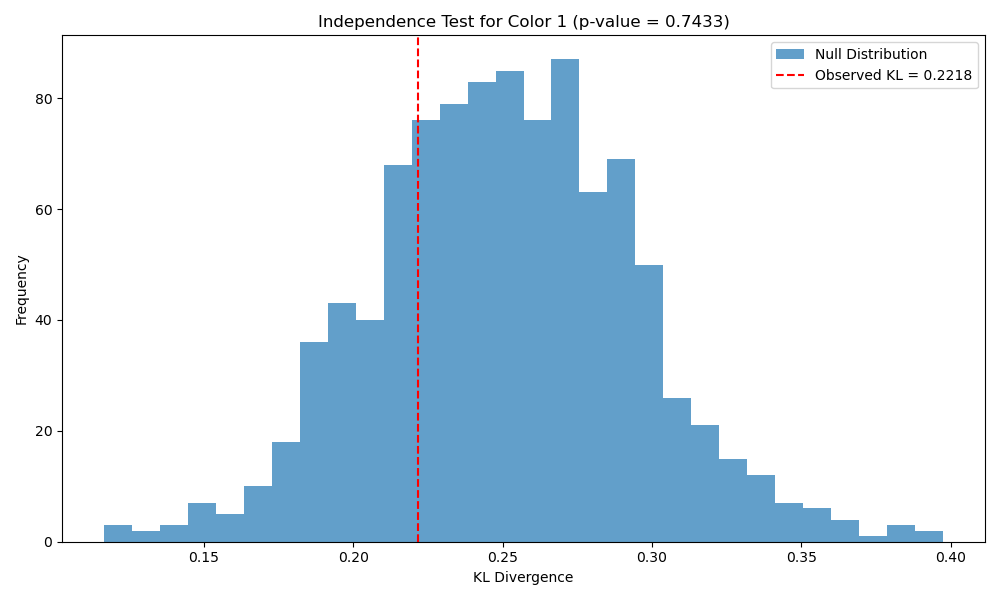 Independence Test for Color 1 (p-value = 0.7433)
Null Distribution
Observed KL = 0.2218
Frequency
80
60
40
20
0
0.15 0.20 0.25 0.30 0.35 0.40
KL Divergence